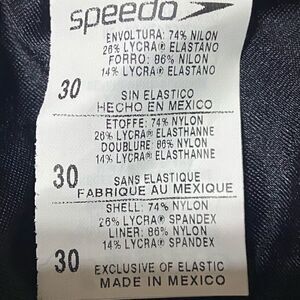 speedo
ENVOLTURA: 74% NILON
26% LYCRA® ELASTANO
FORRO: 86% NILON
14% LYCRA® ELASTANO
30
SIN ELASTICO
HECHO EN MEXICO
ETOFFE: 74% NYLON
26% LYCRA® ELASTHANNE
DOUBLURE: 86% NYLON
14% LYCRA® ELASTHANNE
30
SANS ELASTIQUE
FABRIQUE AU MEXIQUE
SHELL: 74% NYLON
26% LYCRA® SPANDEX
LINER: 86% NYLON
14% LYCRA® SPANDEX
30
EXCLUSIVE OF ELASTIC
MADE IN MEXICO